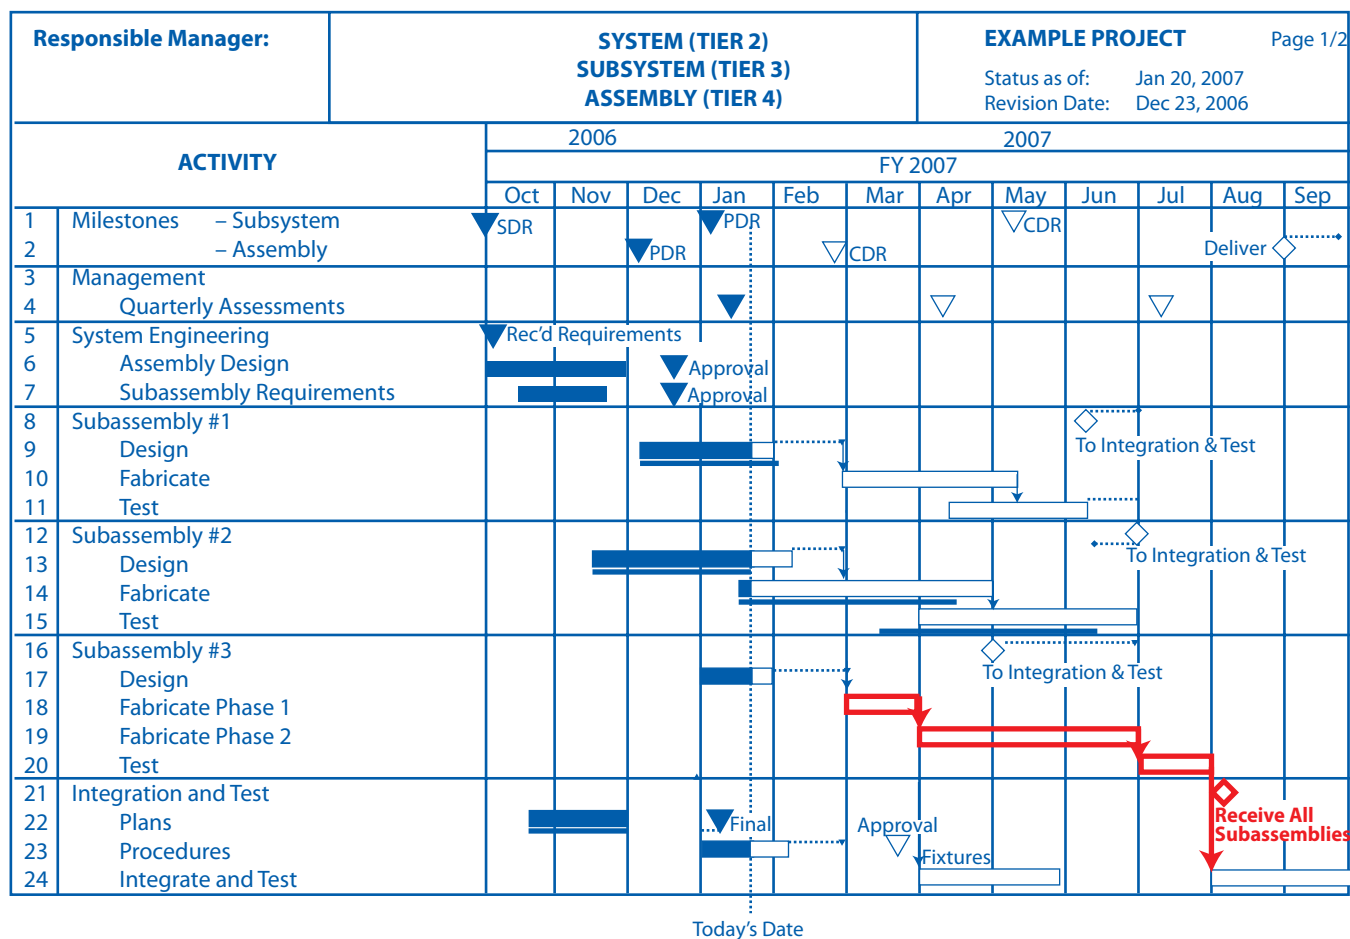 Responsible Manager:
SYSTEM (TIER 2)
SUBSYSTEM (TIER 3)
ASSEMBLY (TIER 4)
EXAMPLE PROJECT Page 1/2
Status as of: Jan 20, 2007
Revision Date: Dec 23, 2006
ACTIVITY
2006 2007
FY 2007
Oct Nov Dec Jan Feb Mar Apr May Jun Jul Aug Sep
1 Milestones – Subsystem SDR PDR CDR
2 – Assembly PDR CDR Deliver
3 Management
4 Quarterly Assessments
5 System Engineering Rec'd Requirements
6 Assembly Design Approval
7 Subassembly Requirements Approval
8 Subassembly #1
9 Design To Integration & Test
10 Fabricate
11 Test
12 Subassembly #2
13 Design To Integration & Test
14 Fabricate
15 Test
16 Subassembly #3
17 Design To Integration & Test
18 Fabricate Phase 1
19 Fabricate Phase 2
20 Test
21 Integration and Test
22 Plans Final Approval Receive All
Subassemblies
23 Procedures Fixtures
24 Integrate and Test
Today's Date